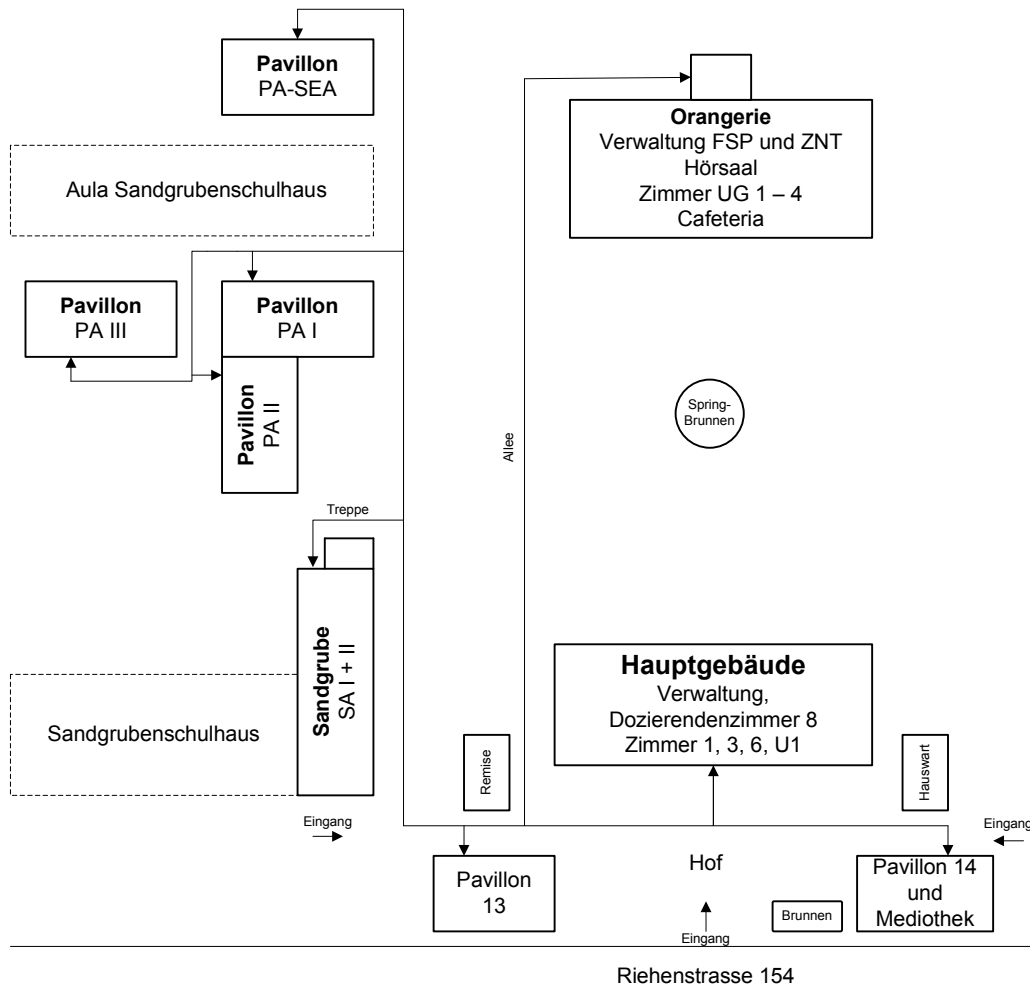 Pavillon
PA-SEA
Orangerie
Verwaltung FSP und ZNT
Hörsaal
Zimmer UG 1 – 4
Cafeteria
Aula Sandgrubenschulhaus
Pavillon
PA III
Pavillon
PA I
Pavillon
PA II
Spring-
Brunnen
Allee
Treppe
Sandgrube
SA I + II
Sandgrubenschulhaus
Hauptgebäude
Verwaltung,
Dozierendenzimmer 8
Zimmer 1, 3, 6, U1
Remise
Hauswart
Eingang
Eingang
Pavillon
13
Hof
Pavillon 14
und
Mediothek
Brunnen
Eingang
Riehenstrasse 154